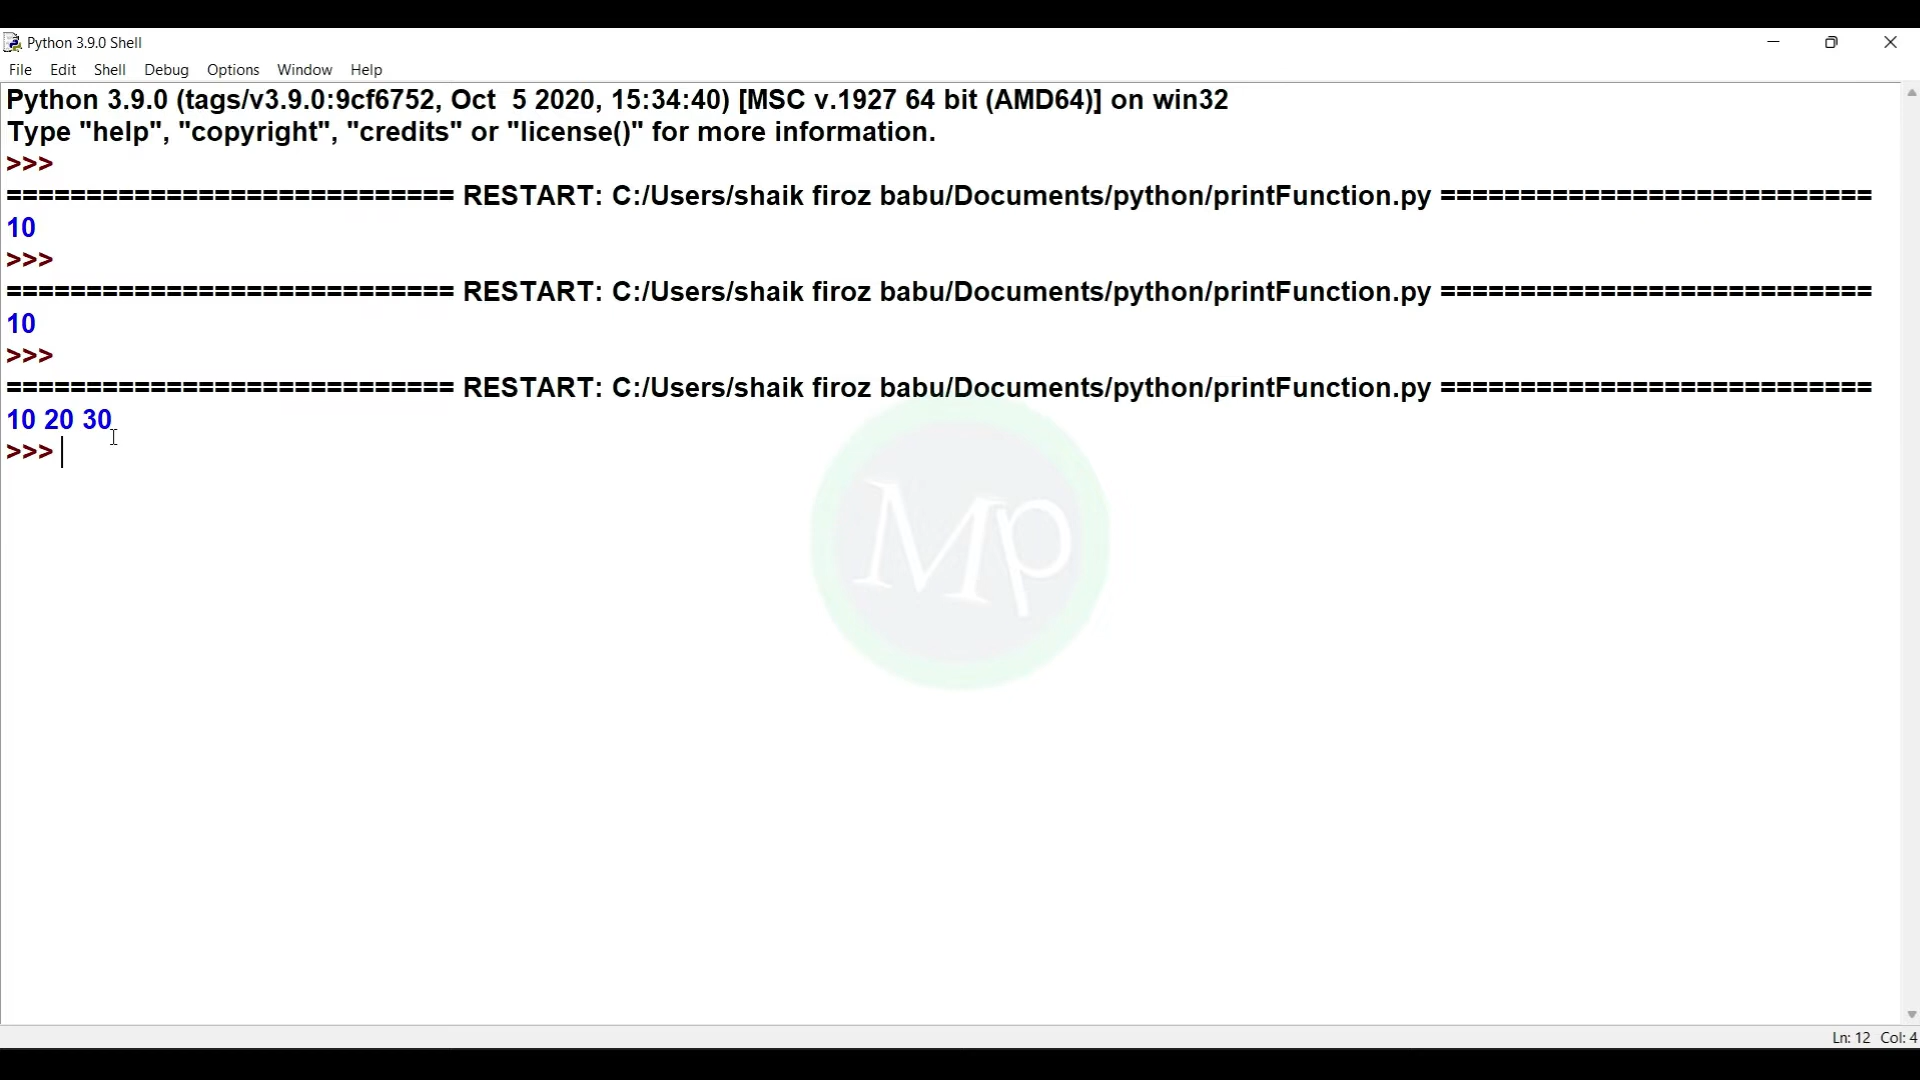 Python 3.9.0 Shell
File Edit Shell Debug Options Window Help
Python 3.9.0 (tags/v3.9.0:9cf6752, Oct  5 2020, 15:34:40) [MSC v.1927 64 bit (AMD64)] on win32
Type "help", "copyright", "credits" or "license()" for more information.
>>>
============================ RESTART: C:/Users/shaik firoz babu/Documents/python/printFunction.py ===========================
10
>>>
============================ RESTART: C:/Users/shaik firoz babu/Documents/python/printFunction.py ===========================
10
>>>
============================ RESTART: C:/Users/shaik firoz babu/Documents/python/printFunction.py ===========================
10 20 30
>>>
Mp
Ln: 12 Col: 4